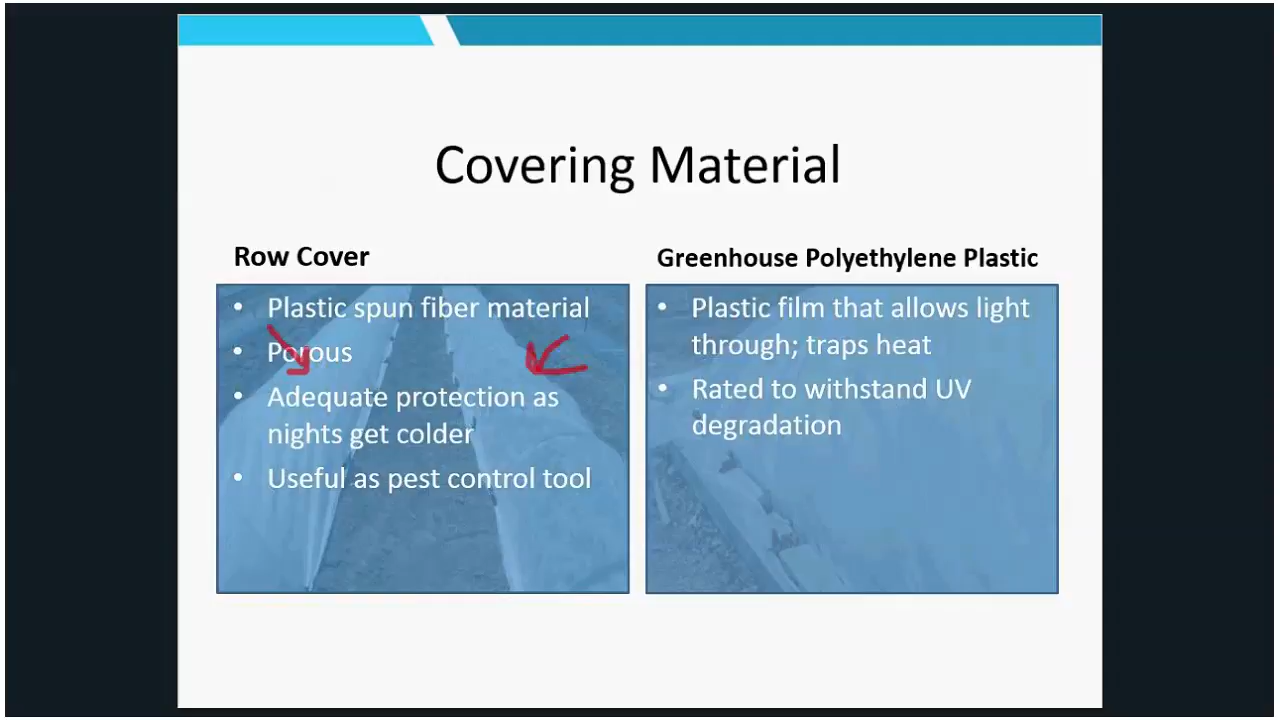 Covering Material
Row Cover
• Plastic spun fiber material
• Porous
• Adequate protection as
nights get colder
• Useful as pest control tool
Greenhouse Polyethylene Plastic
• Plastic film that allows light
through; traps heat
• Rated to withstand UV
degradation